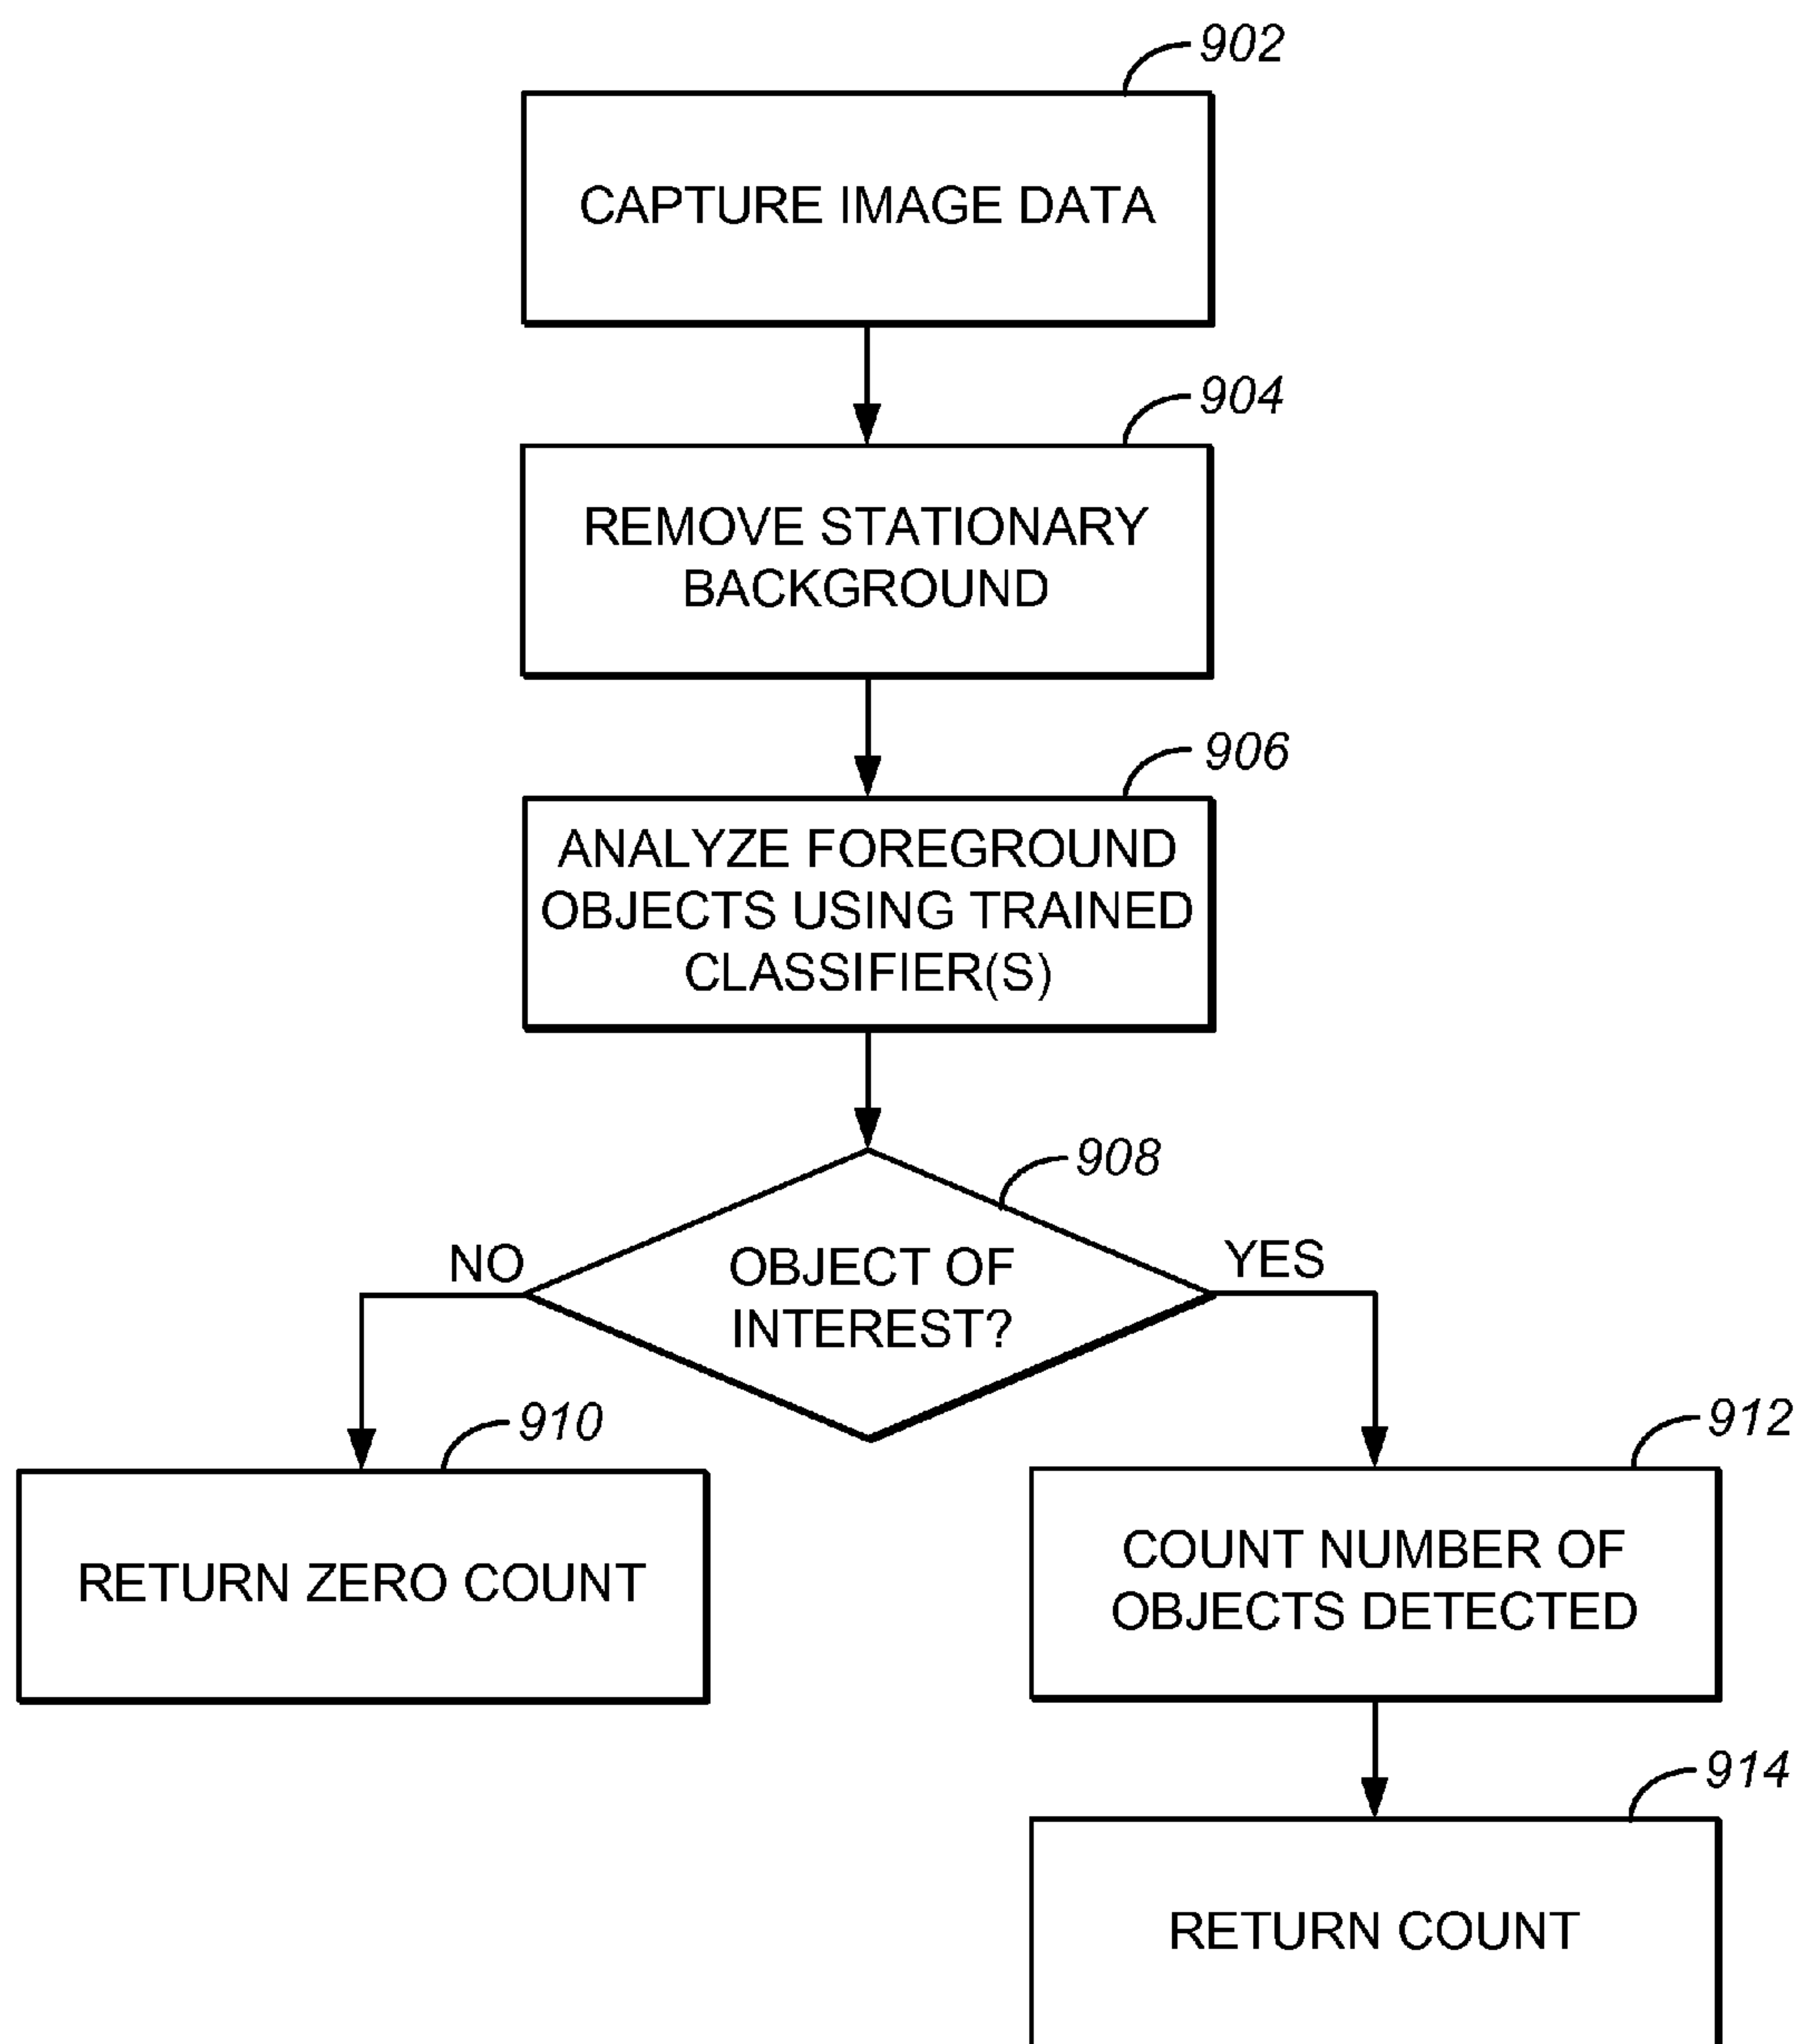 902
CAPTURE IMAGE DATA
904
REMOVE STATIONARY
BACKGROUND
906
ANALYZE FOREGROUND
OBJECTS USING TRAINED
CLASSIFIER(S)
908
NO
OBJECT OF
INTEREST?
YES
910
RETURN ZERO COUNT
912
COUNT NUMBER OF
OBJECTS DETECTED
914
RETURN COUNT